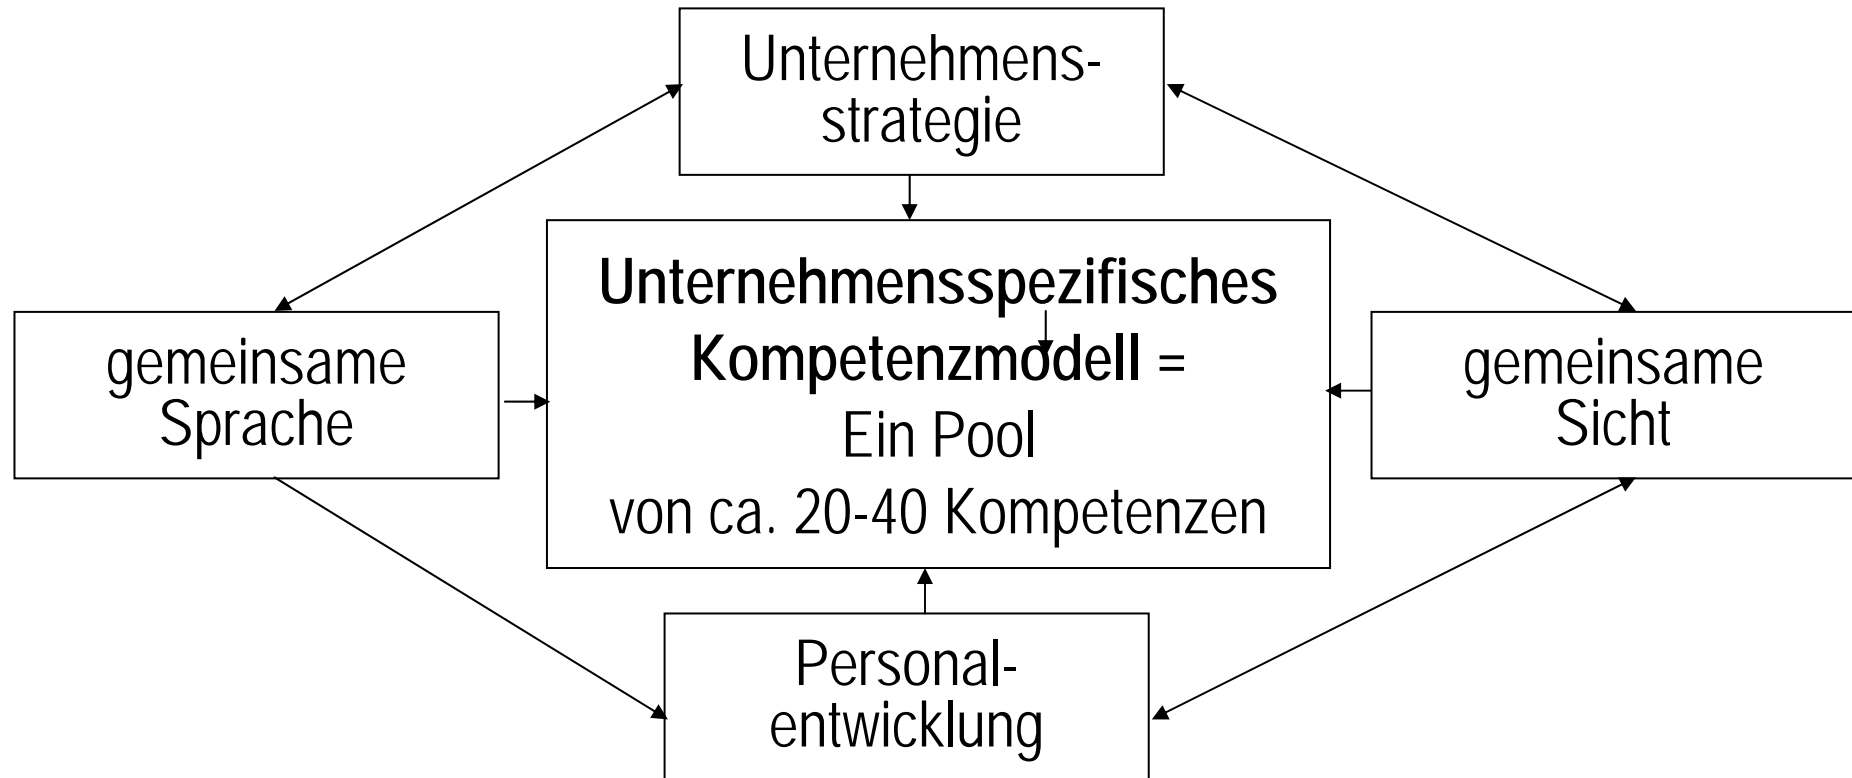 Unternehmens-
strategie
Unternehmensspezifisches
Kompetenzmodell =
Ein Pool
von ca. 20-40 Kompetenzen
gemeinsame
Sprache
gemeinsame
Sicht
Personal-
entwicklung